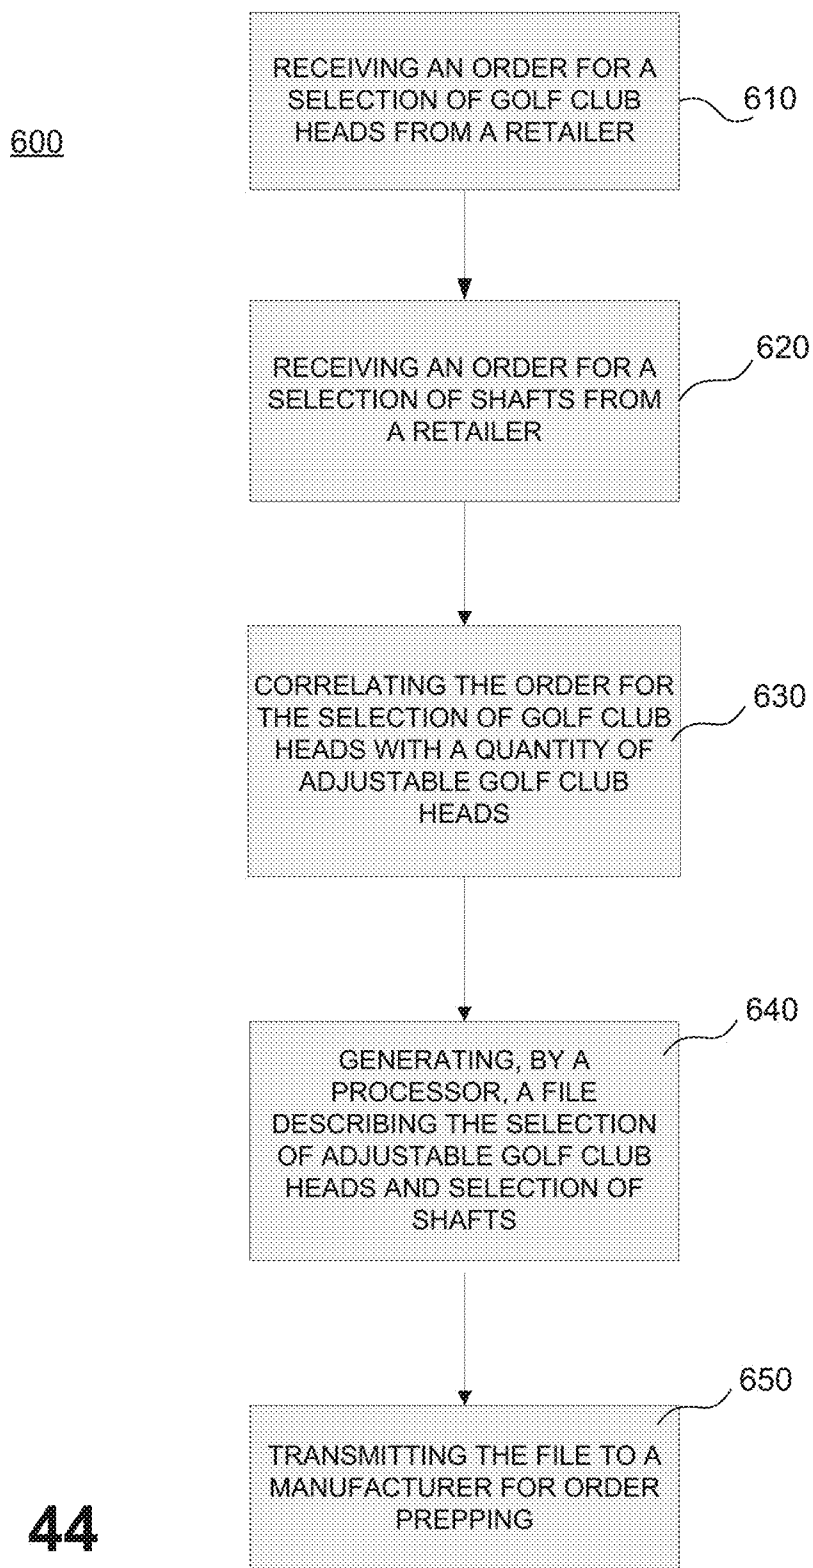 600
RECEIVING AN ORDER FOR A
SELECTION OF GOLF CLUB
HEADS FROM A RETAILER
610
RECEIVING AN ORDER FOR A
SELECTION OF SHAFTS FROM
A RETAILER
620
CORRELATING THE ORDER FOR
THE SELECTION OF GOLF CLUB
HEADS WITH A QUANTITY OF
ADJUSTABLE GOLF CLUB
HEADS
630
GENERATING, BY A
PROCESSOR, A FILE
DESCRIBING THE SELECTION
OF ADJUSTABLE GOLF CLUB
HEADS AND SELECTION OF
SHAFTS
640
TRANSMITTING THE FILE TO A
MANUFACTURER FOR ORDER
PREPPING
650
44